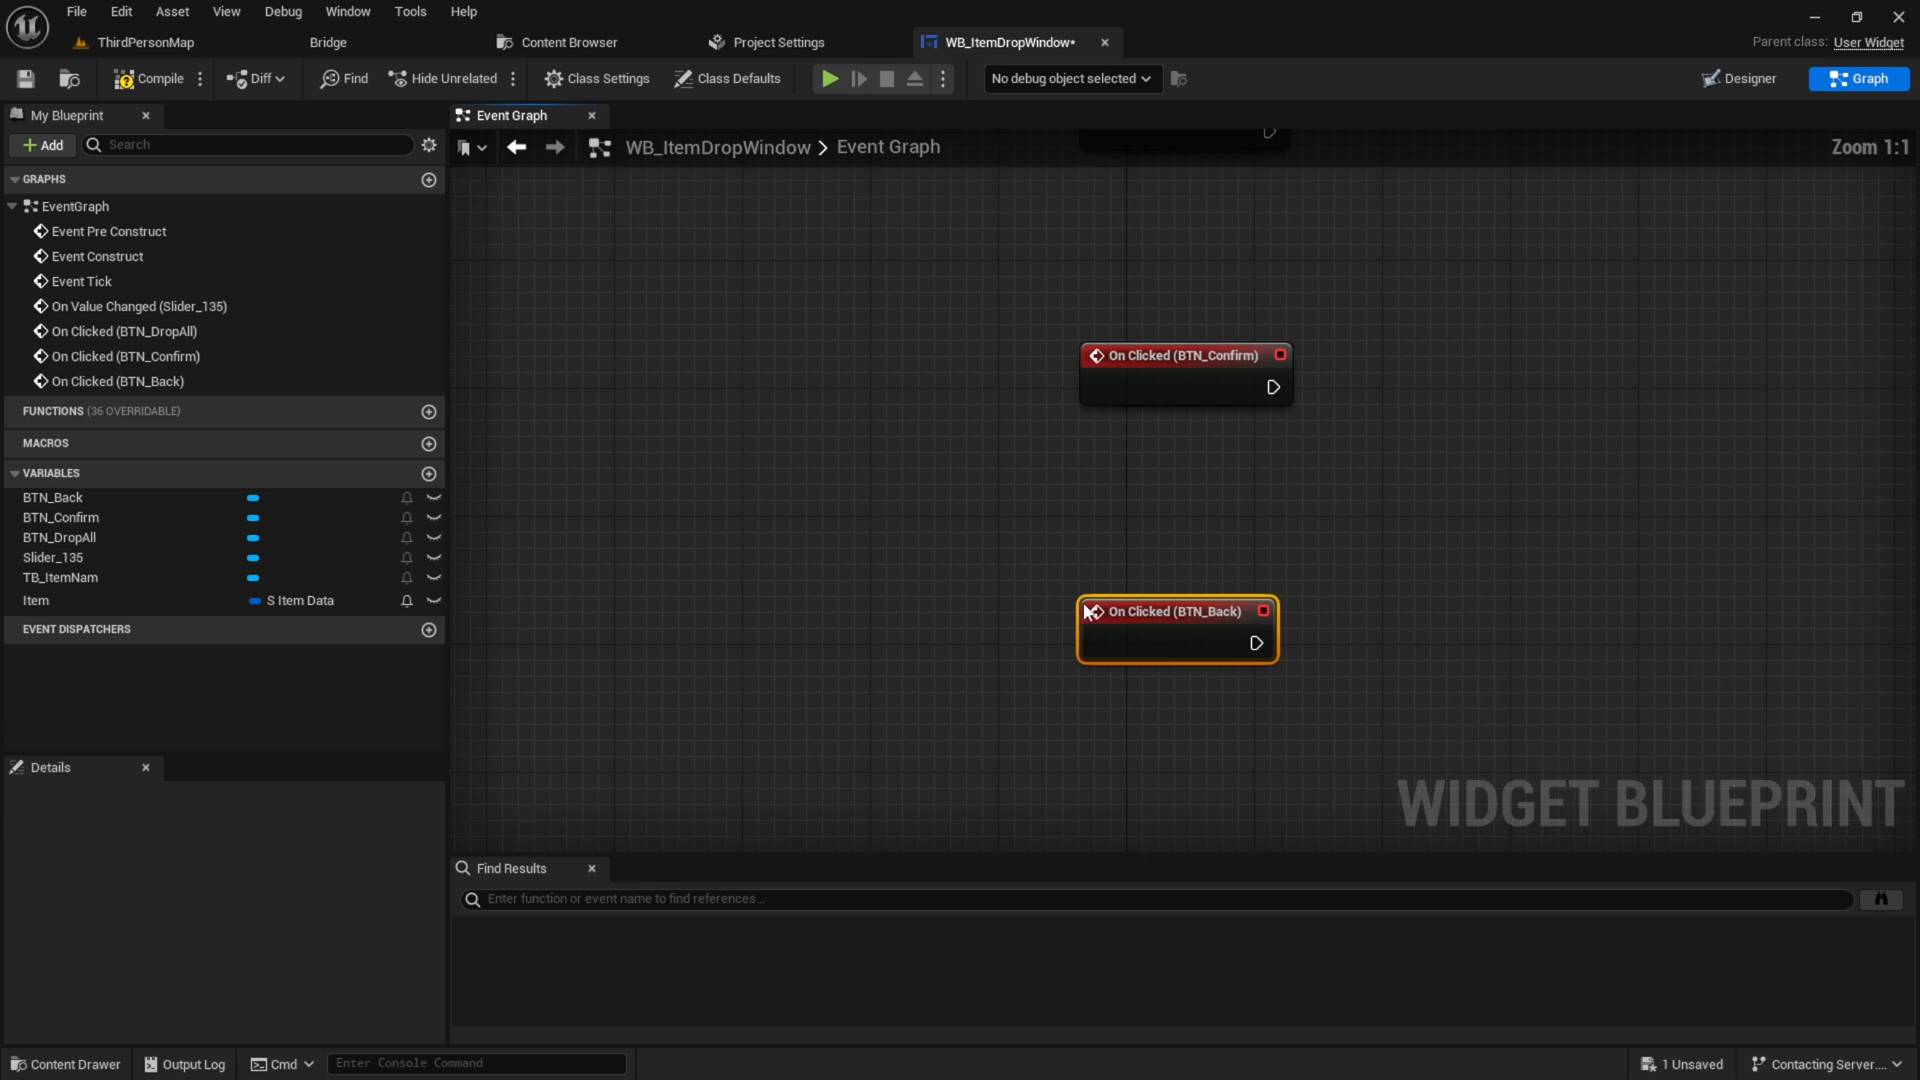 File Edit Asset View Debug Window Tools Help
ThirdPersonMap Bridge Content Browser Project Settings WB_ItemDropWindow* Parent class: User Widget
Compile Diff Find Hide Unrelated Class Settings Class Defaults No debug object selected Designer Graph
My Blueprint Event Graph
Add Search WB_ItemDropWindow > Event Graph Zoom 1:1
GRAPHS
EventGraph
Event Pre Construct
Event Construct
Event Tick
On Value Changed (Slider_135)
On Clicked (BTN_DropAll)
On Clicked (BTN_Confirm)
On Clicked (BTN_Back)
FUNCTIONS (36 OVERRIDABLE)
MACROS
VARIABLES
BTN_Back
BTN_Confirm
BTN_DropAll
Slider_135
TB_ItemNam
Item S Item Data
EVENT DISPATCHERS
Details
On Clicked (BTN_Confirm)
On Clicked (BTN_Back)
WIDGET BLUEPRINT
Find Results
Enter function or event name to find references...
Content Drawer Output Log Cmd Enter Console Command 1 Unsaved Contacting Server....